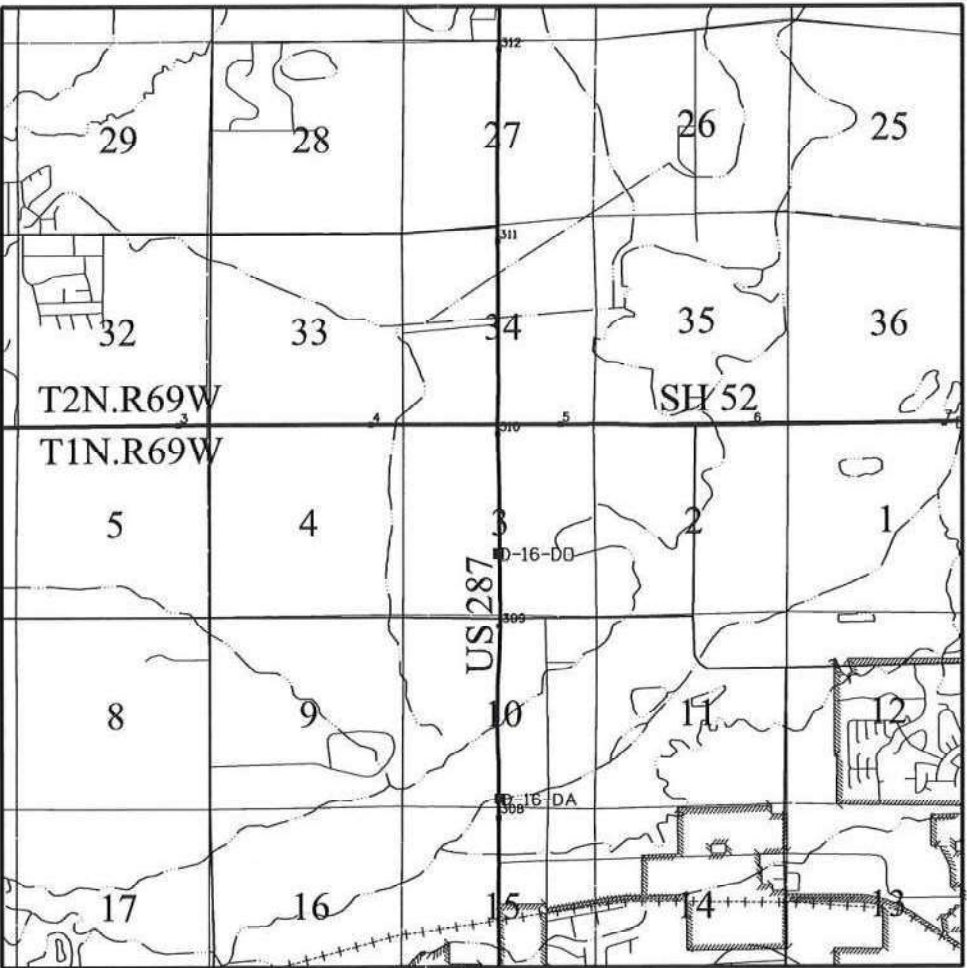 312
29 28 27 26 25
311
32 33 34 35 36
T2N.R69W SH 52
3 4 5 6 7
310
T1N.R69W
5 4 3 2 1
D-16-DO
US 287
309
8 9 10 11 12
D-16-DA
308
17 16 15 14 13